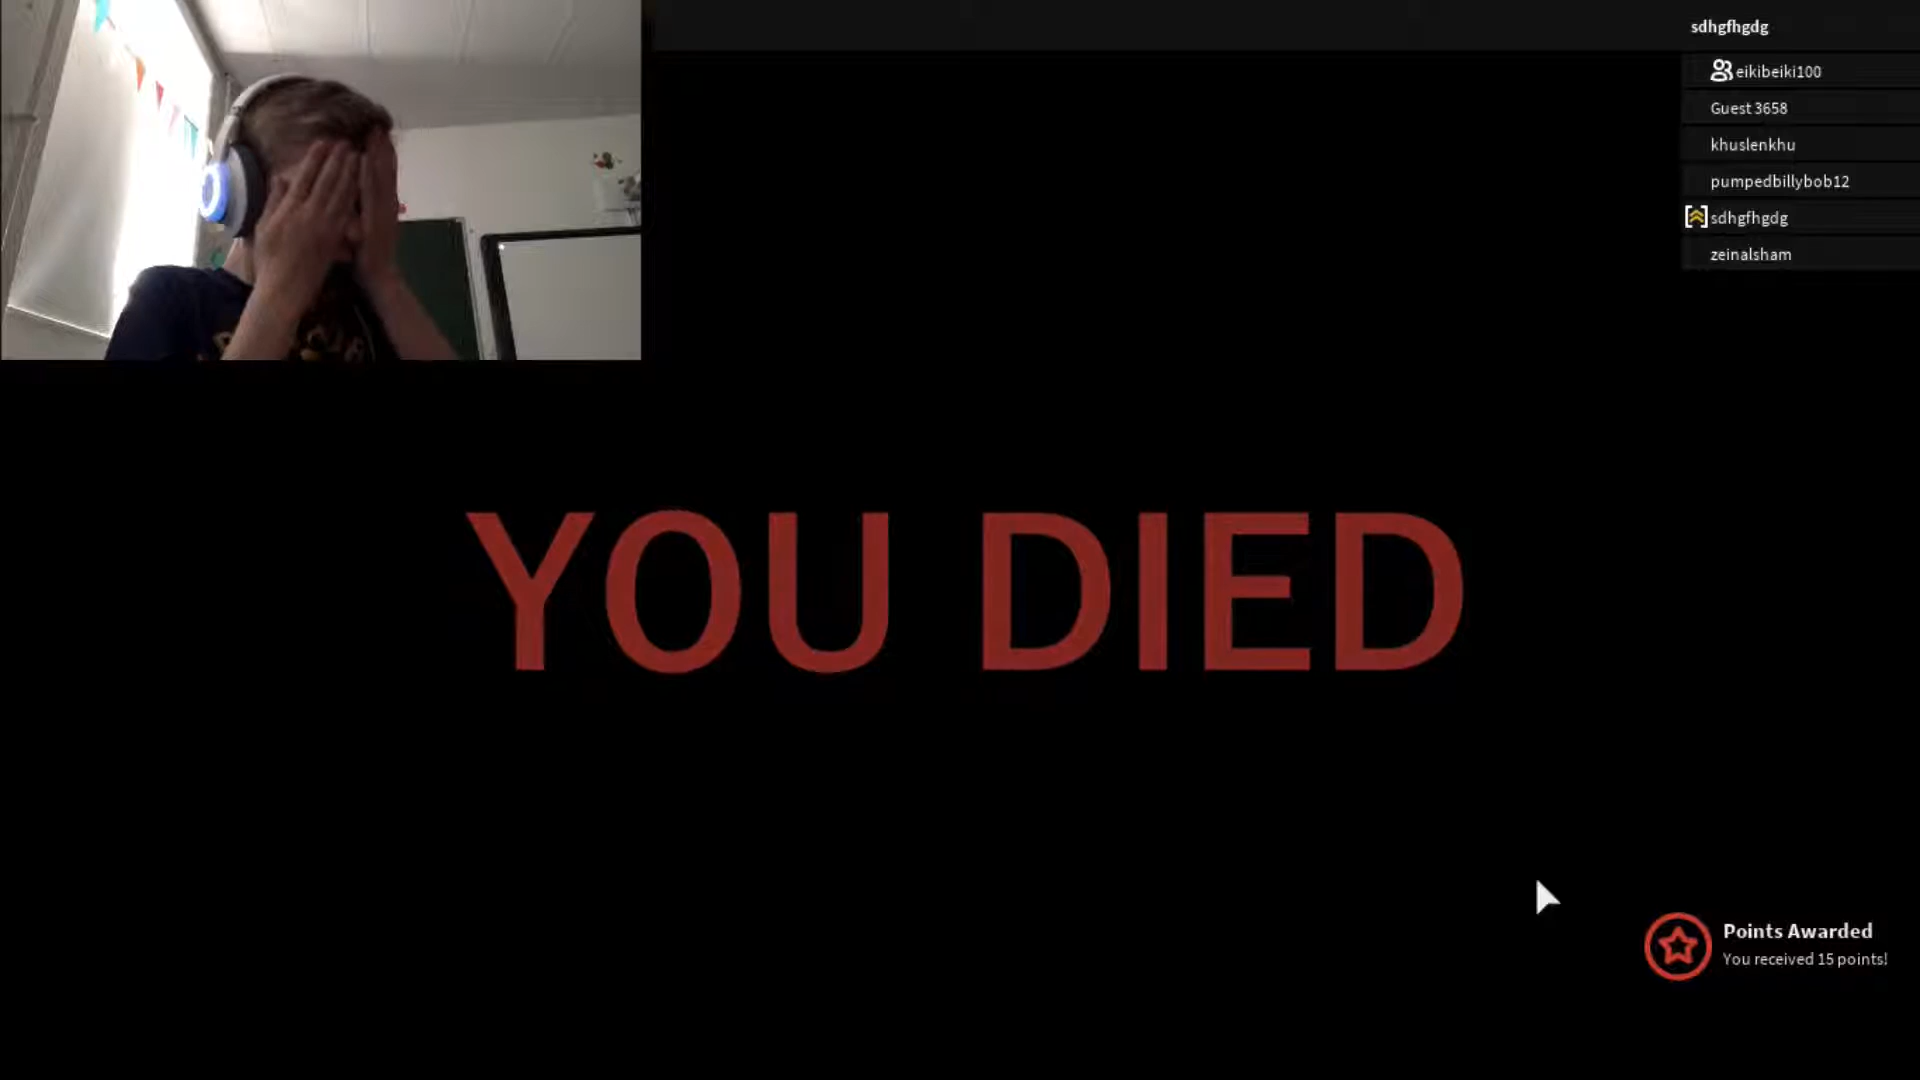 sdhgfhgdg
eikibeiki100
Guest 3658
khuslenkhu
pumpedbillybob12
sdhgfhgdg
zeinalsham
YOU DIED
Points Awarded
You received 15 points!